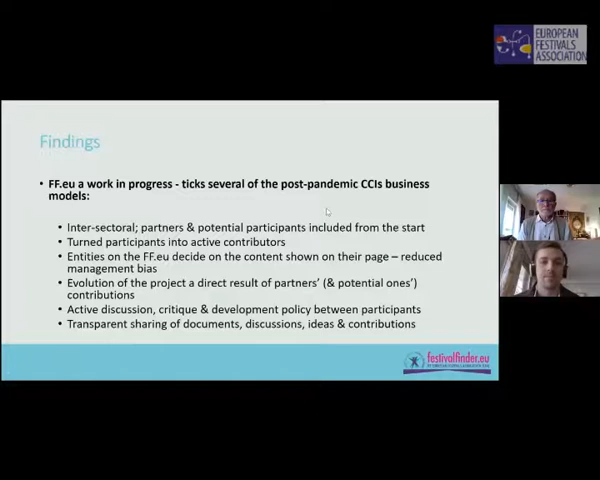 EUROPEAN
FESTIVALS
ASSOCIATION
Findings
• FF.eu a work in progress - ticks several of the post-pandemic CCIs business
models:
• Inter-sectoral; partners & potential participants included from the start
• Turned participants into active contributors
• Entities on the FF.eu decide on the content shown on their page – reduced
management bias
• Evolution of the project a direct result of partners' (& potential ones')
contributions
• Active discussion, critique & development policy between participants
• Transparent sharing of documents, discussions, ideas & contributions
festivalfinder.eu